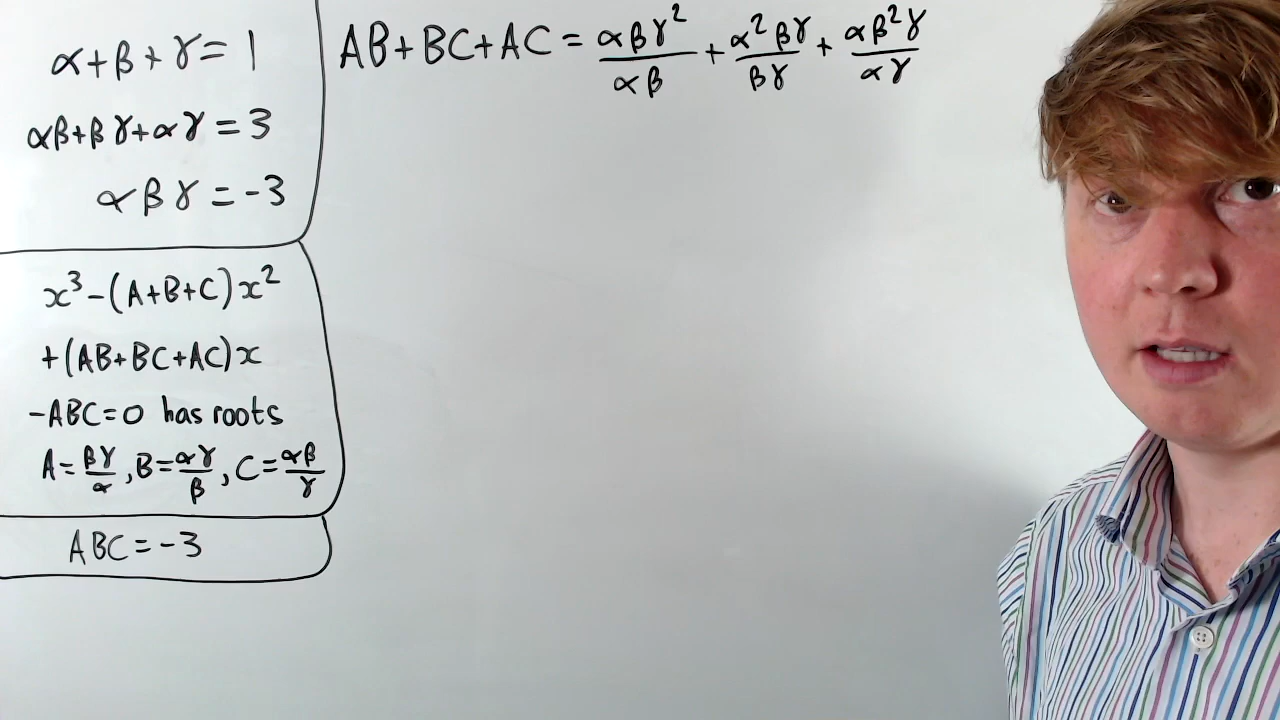 α+β+γ=1
αβ+βγ+αγ=3
αβγ=-3
x³-(A+B+C)x²
+(AB+BC+AC)x
-ABC=0 has roots
A=βγ/α, B=αγ/β, C=αβ/γ
ABC=-3
AB+BC+AC=αβγ²/αβ+α²βγ/βγ+αβ²γ/αγ